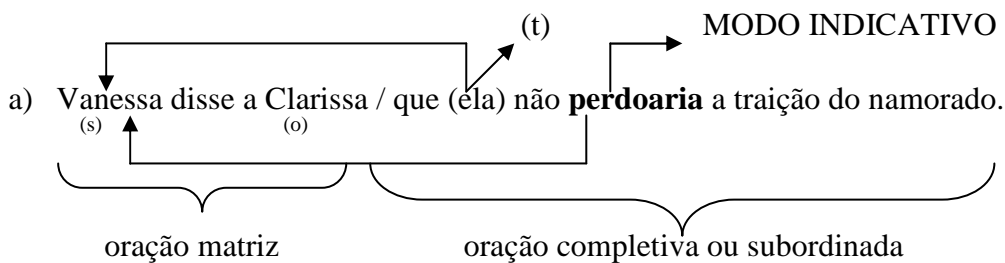 (t) MODO INDICATIVO
a) Vanessa disse a Clarissa / que (ela) não perdoaria a traição do namorado.
(s) (o)
oração matriz oração completiva ou subordinada